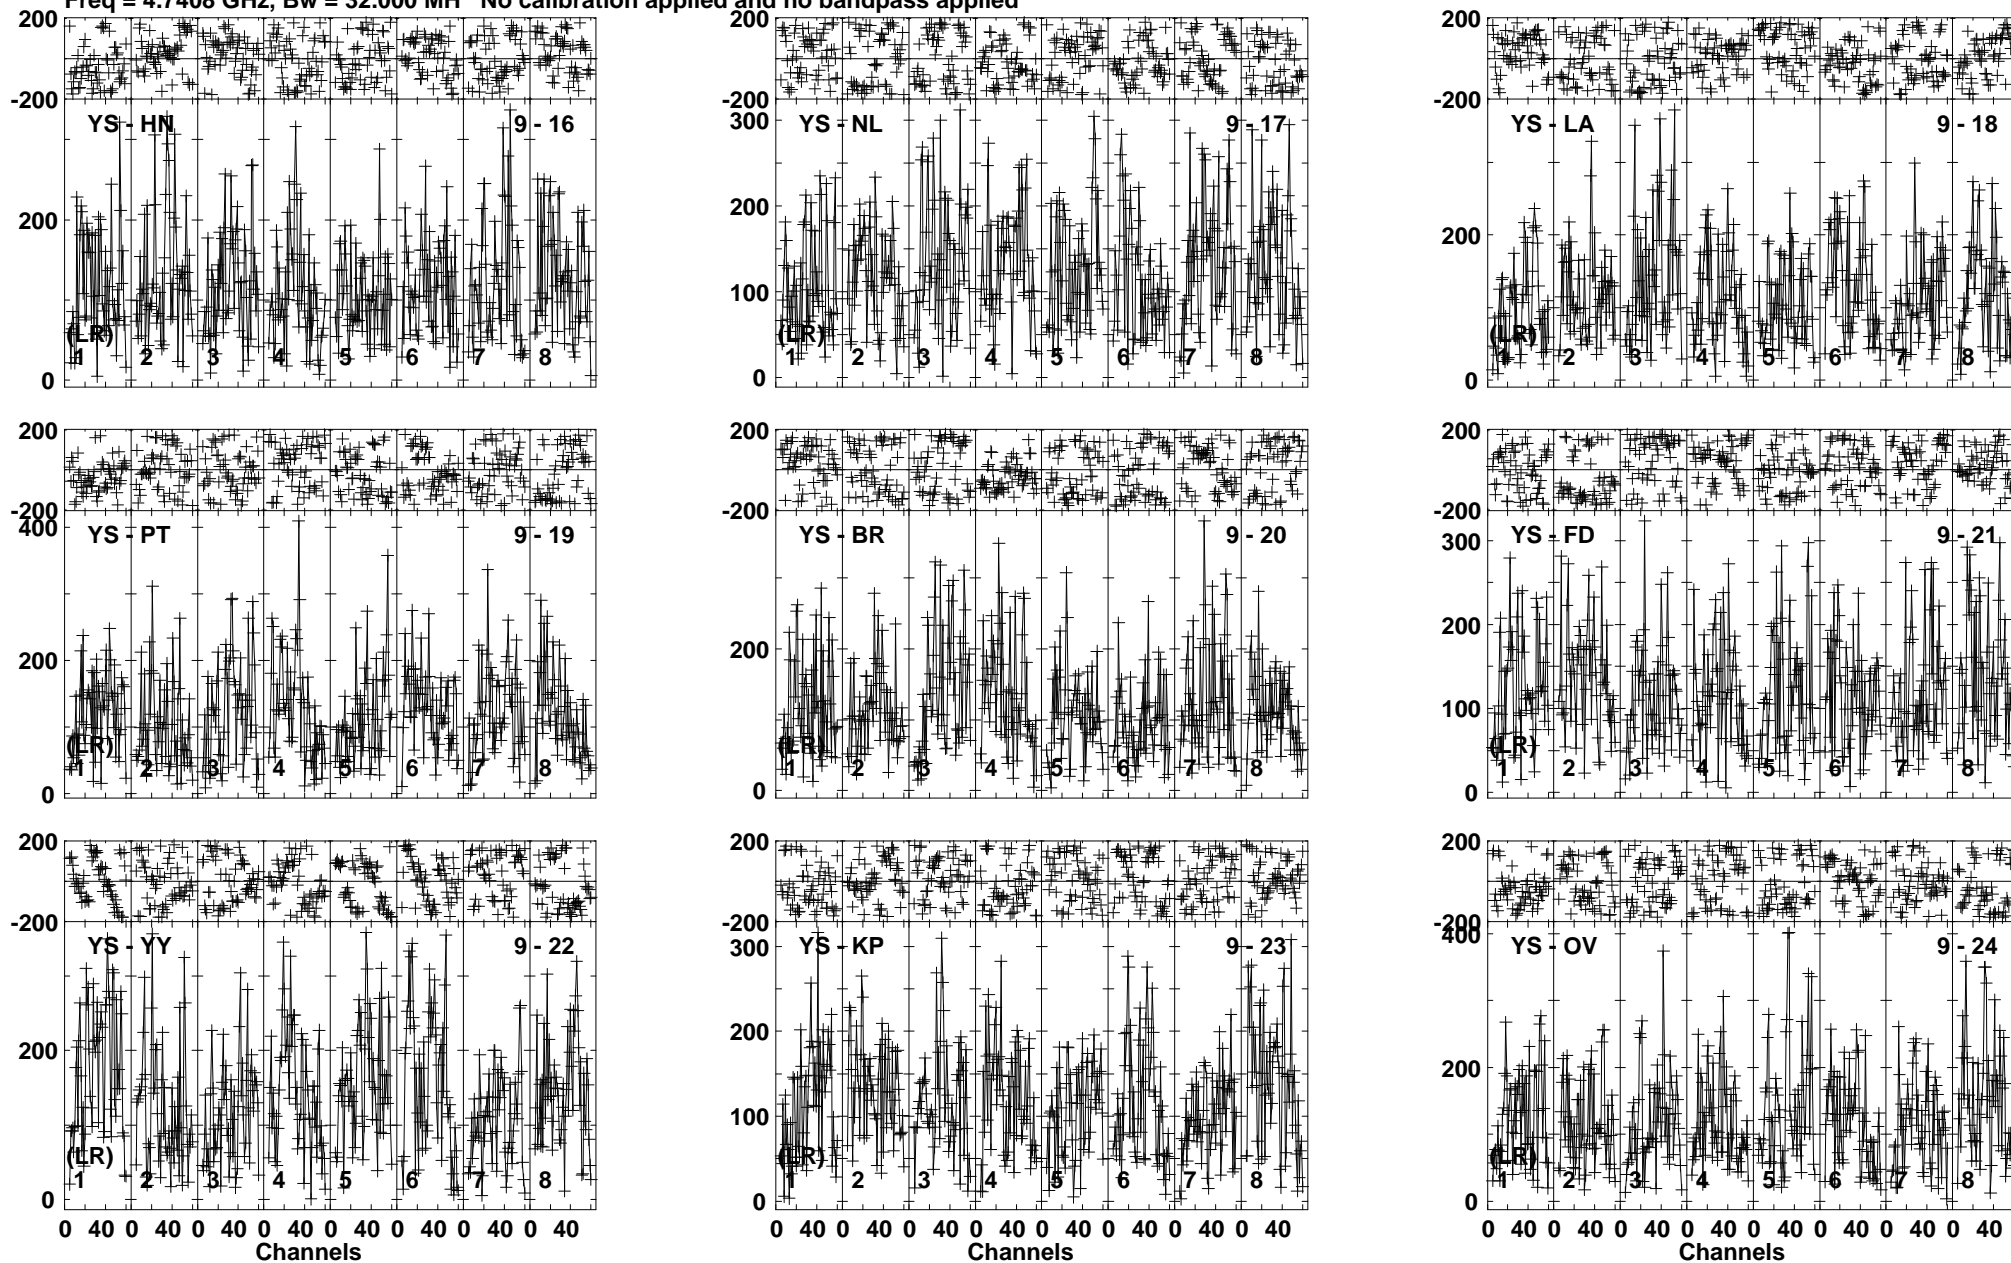 Freq = 4.7408 GHz, Bw = 32.000 MH No calibration applied and no bandpass applied
200
-200
YS - HN 9 - 16
200
(LR)
1 2 3 4 5 6 7 8
0
200
-200
300
YS - NL 9 - 17
200
100
(LR)
1 2 3 4 5 6 7 8
0
200
-200
YS - LA 9 - 18
200
(LR)
1 2 3 4 5 6 7 8
0
200
-200
400
YS - PT 9 - 19
200
(LR)
1 2 3 4 5 6 7 8
0
200
-200
YS - BR 9 - 20
200
(LR)
1 2 3 4 5 6 7 8
0
200
-200
300
YS - FD 9 - 21
200
100
(LR)
1 2 3 4 5 6 7 8
0
200
-200
YS - YY 9 - 22
200
(LR)
1 2 3 4 5 6 7 8
0
0 40 0 40 0 40 0 40 0 40 0 40 0 40 0 40
Channels
200
-200
300
YS - KP 9 - 23
200
100
(LR)
1 2 3 4 5 6 7 8
0
0 40 0 40 0 40 0 40 0 40 0 40 0 40 0 40
Channels
200
-200
400
YS - OV 9 - 24
200
(LR)
1 2 3 4 5 6 7 8
0
0 40 0 40 0 40 0 40 0 40 0 40 0 40 0 40
Channels